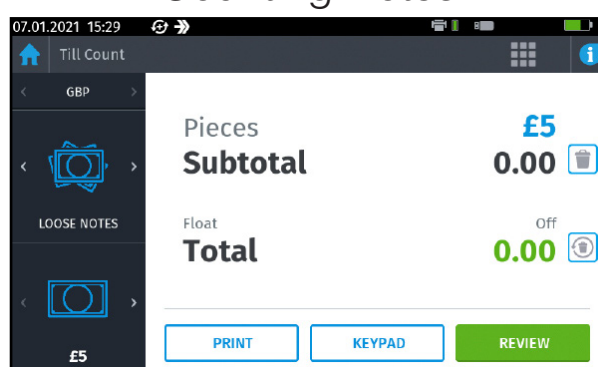 07.01.2021 15:29
Till Count
GBP
Pieces £5
Subtotal 0.00
LOOSE NOTES
Float Off
Total 0.00
£5
PRINT KEYPAD REVIEW